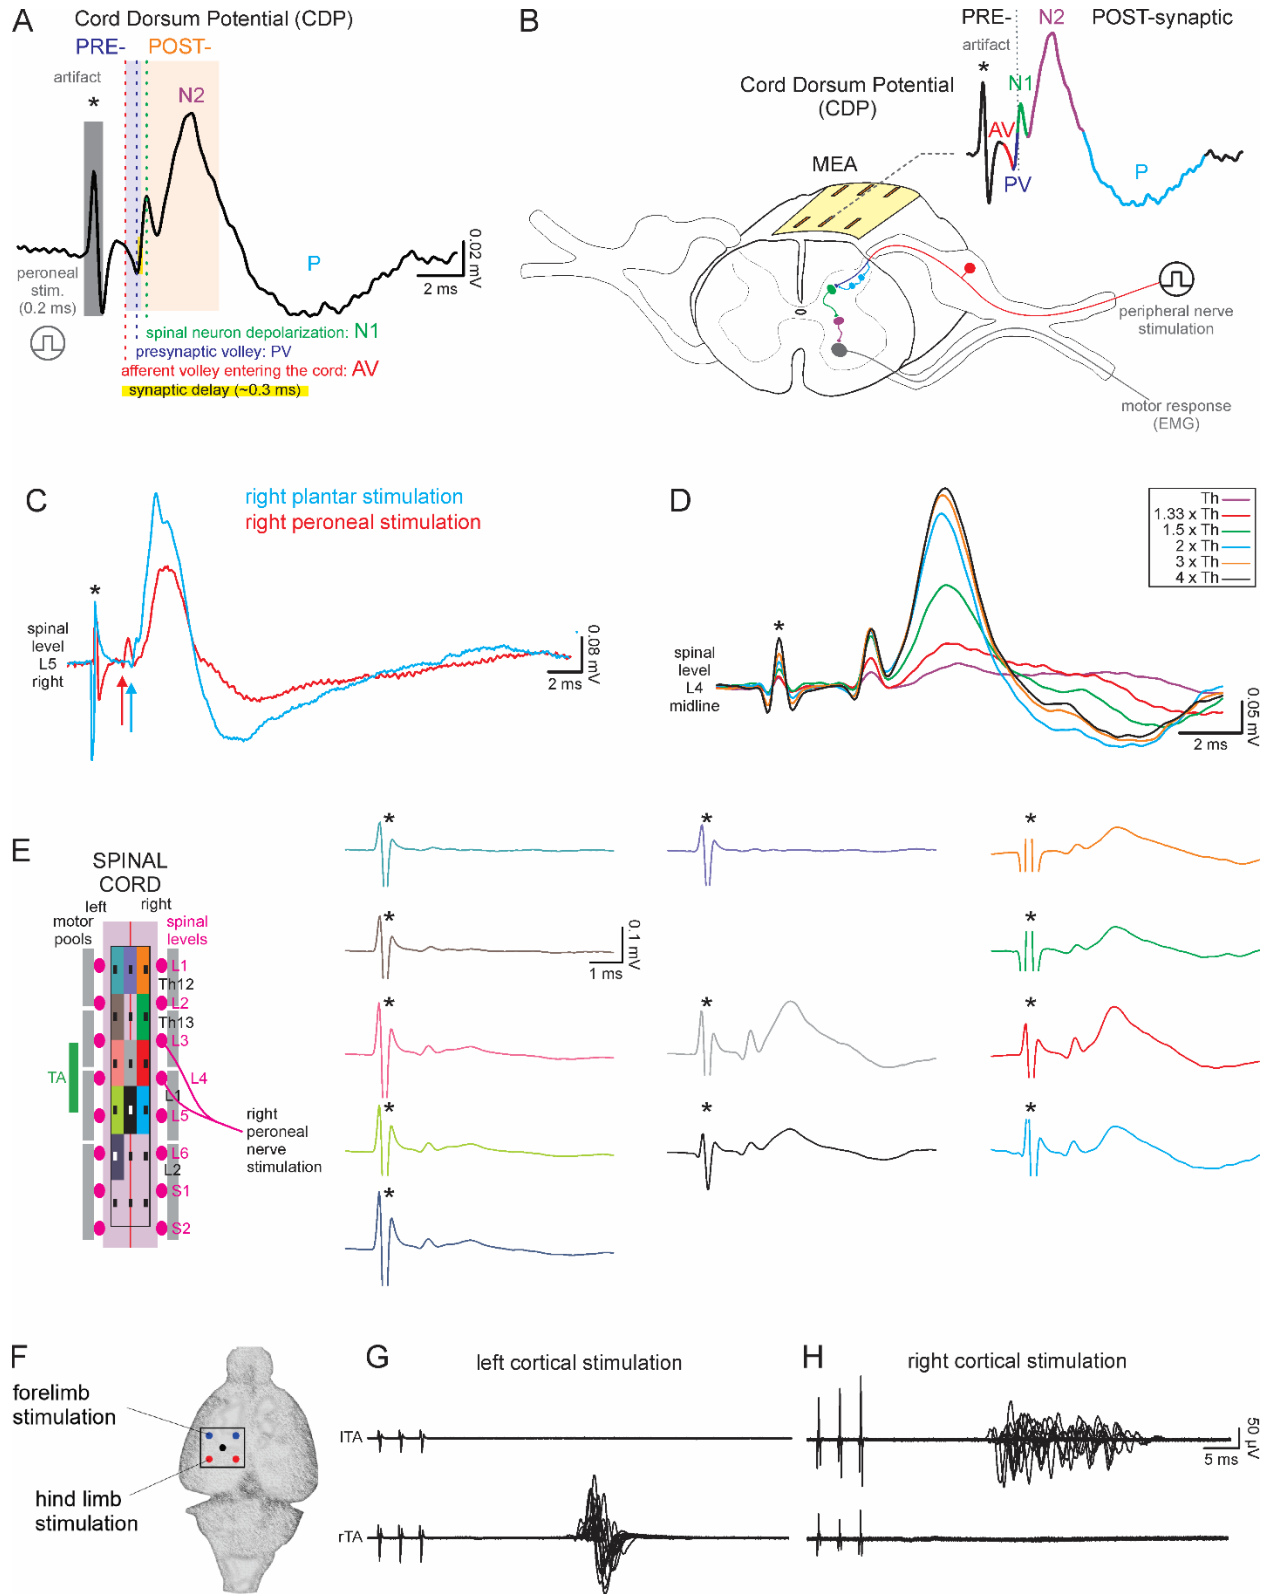 A
Cord Dorsum Potential (CDP)
PRE-
POST-
artifact
*
N2
P
0.02 mV
2 ms
peroneal
stim.
(0.2 ms)
spinal neuron depolarization: N1
presynaptic volley: PV
afferent volley entering the cord: AV
synaptic delay (~0.3 ms)
B
PRE-
N2
POST-synaptic
artifact
*
Cord Dorsum Potential
(CDP)
N1
AV
PV
P
MEA
peripheral nerve
stimulation
motor response
(EMG)
C
right plantar stimulation
right peroneal stimulation
*
spinal
level
L5
right
0.08 mV
2 ms
D
Th
1.33 x Th
1.5 x Th
2 x Th
3 x Th
4 x Th
*
spinal
level
L4
midline
0.05 mV
2 ms
E
SPINAL
CORD
left
right
motor
pools
spinal
levels
L1
Th12
L2
Th13
L3
TA
L4
L1
L5
L6
L2
S1
S2
right
peroneal
nerve
stimulation
*
*
*
*
*
0.1 mV
1 ms
*
*
*
*
*
*
*
F
forelimb
stimulation
hind limb
stimulation
G
left cortical stimulation
lTA
rTA
H
right cortical stimulation
50 µV
5 ms